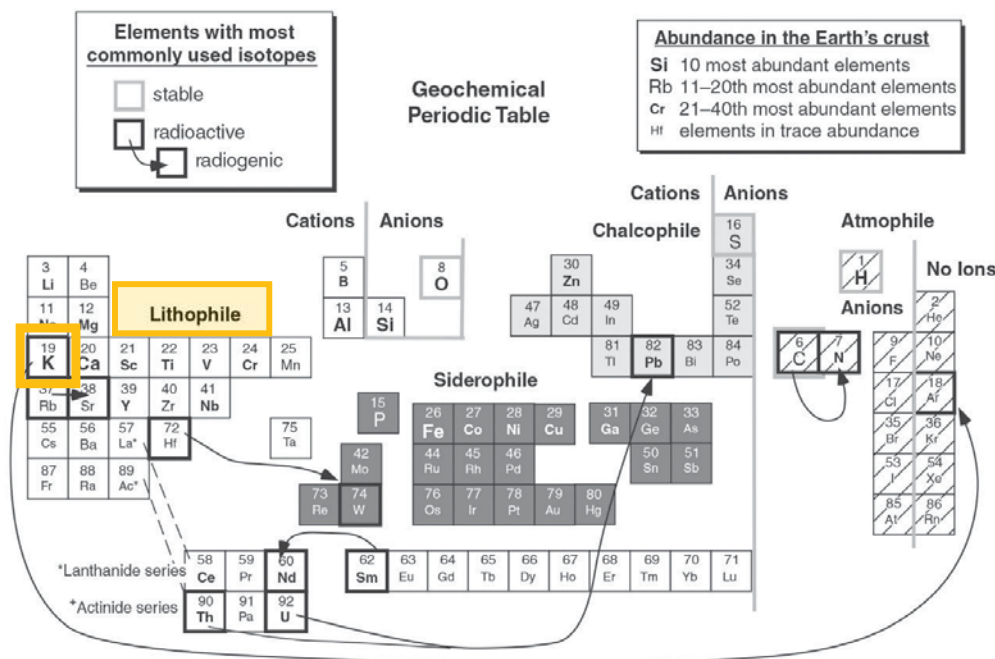 Elements with most
commonly used isotopes
stable
radioactive
radiogenic
Geochemical
Periodic Table
Abundance in the Earth's crust
Si 10 most abundant elements
Rb 11–20th most abundant elements
Cr 21–40th most abundant elements
Hf elements in trace abundance
Cations Anions
Cations Anions
Chalcophile
Atmophile
No Ions
Anions
Lithophile
Siderophile
3 4
Li Be
11 12
Mg
19 20 21 22 23 24 25
K Ca Sc Ti V Cr Mn
37 38 39 40 41
Rb Sr Y Zr Nb
55 56 57 72 75
Cs Ba La* Hf Ta
87 88 89
Fr Ra Ac+
5 8
B O
13 14
Al Si
15
P
26 27 28 29 31 32 33
Fe Co Ni Cu Ga Ge As
42 44 45 46 50 51
Mo Ru Rh Pd Sn Sb
73 74 76 77 78 79 80
Re W Os Ir Pt Au Hg
16
S
30 34
Zn Se
47 48 49 52
Ag Cd In Te
81 82 83 84
Tl Pb Bi Po
1
H
6 7
C N
2
He
9 10
F Ne
17 18
Cl Ar
35 36
Br Kr
53 54
I Xe
85 86
At Rn
*Lanthanide series
58 59 60 62 63 64 65 66 67 68 69 70 71
Ce Pr Nd Sm Eu Gd Tb Dy Ho Er Tm Yb Lu
+Actinide series
90 91 92
Th Pa U